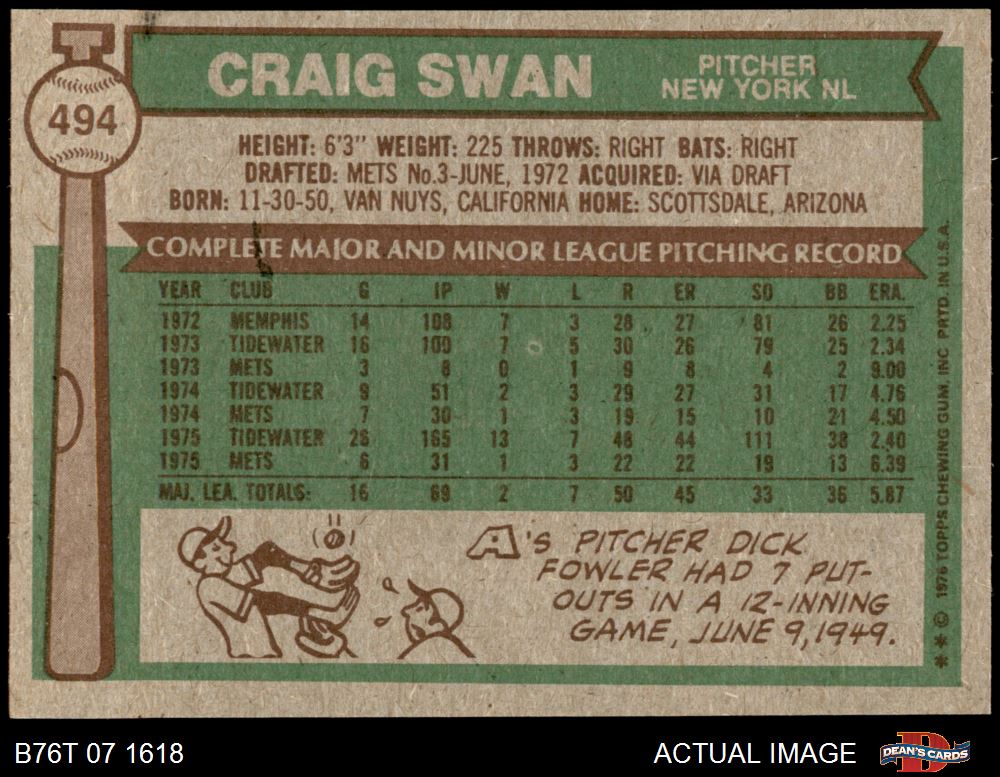 494
CRAIG SWAN
PITCHER
NEW YORK NL
HEIGHT: 6'3" WEIGHT: 225 THROWS: RIGHT BATS: RIGHT
DRAFTED: METS No.3-JUNE, 1972 ACQUIRED: VIA DRAFT
BORN: 11-30-50, VAN NUYS, CALIFORNIA HOME: SCOTTSDALE, ARIZONA
COMPLETE MAJOR AND MINOR LEAGUE PITCHING RECORD
YEAR CLUB G IP W L R ER SO BB ERA.
1972 MEMPHIS 14 108 7 3 28 27 81 26 2.25
1973 TIDEWATER 16 100 7 5 30 26 79 25 2.34
1973 METS 3 8 0 1 9 8 4 2 9.00
1974 TIDEWATER 9 51 2 3 29 27 31 17 4.76
1974 METS 7 30 1 3 19 15 10 21 4.50
1975 TIDEWATER 26 165 13 7 48 44 111 38 2.40
1975 METS 6 31 1 3 22 22 19 13 6.39
MAJ. LEA. TOTALS: 16 69 2 7 50 45 33 36 5.87
A'S PITCHER DICK
FOWLER HAD 7 PUT-
OUTS IN A 12-INNING
GAME, JUNE 9, 1949.
* * © 1976 TOPPS CHEWING GUM, INC PRTD. IN U.S.A.
B76T 07 1618
ACTUAL IMAGE
DEAN'S CARDS